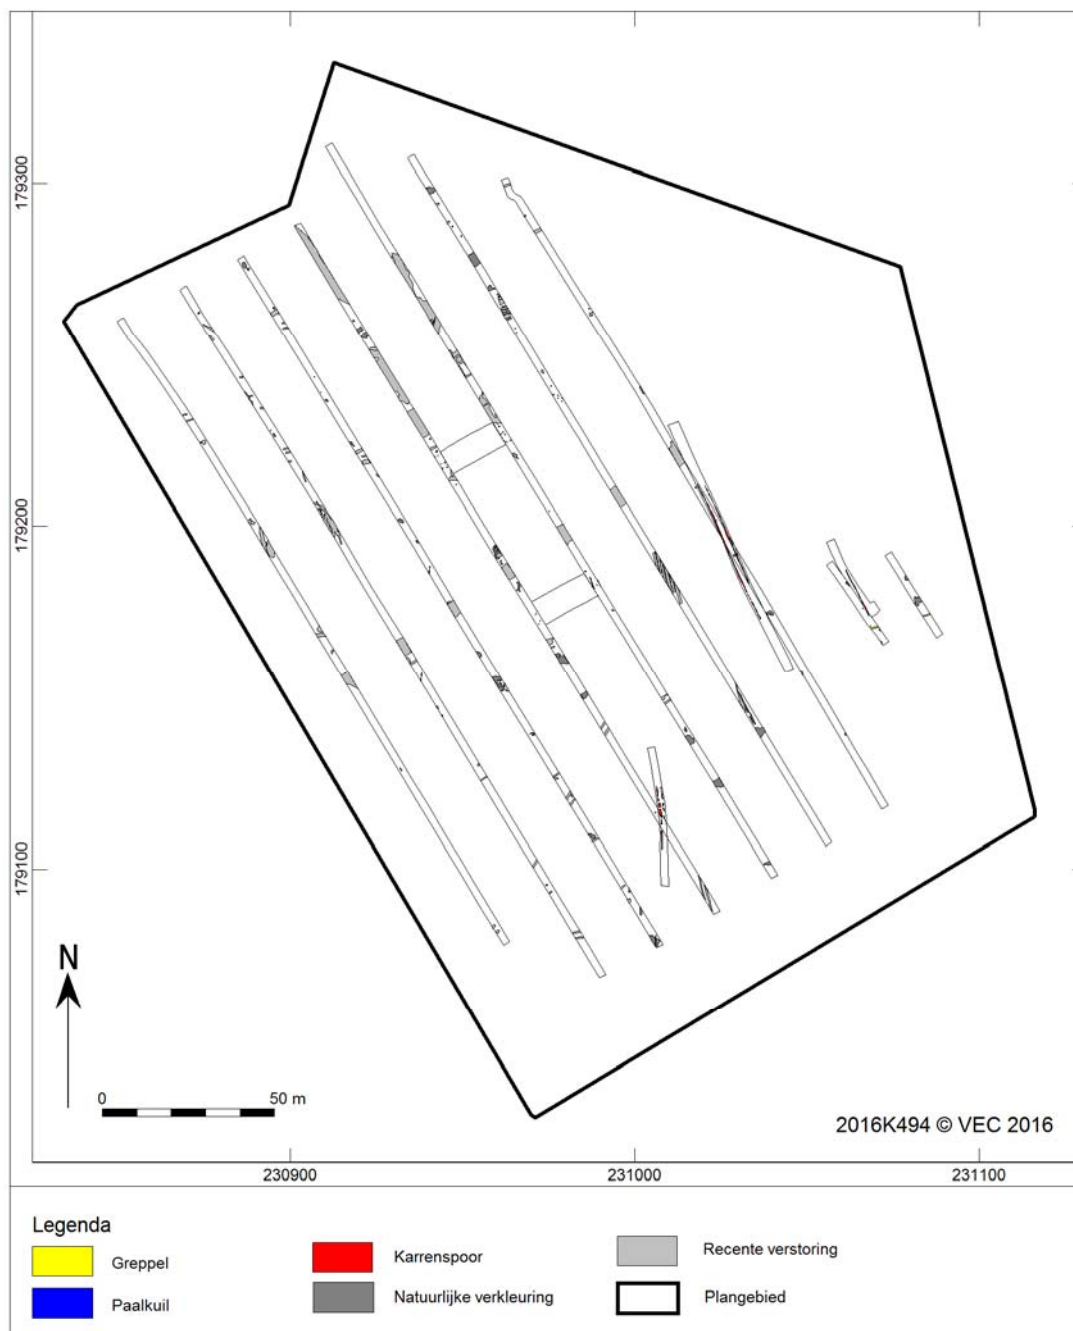 179300
179200
179100
N
0 50 m
2016K494 © VEC 2016
230900 231000 231100
Legenda
Greppel
Karrenspoor
Recente verstoring
Paalkuil
Natuurlijke verkleuring
Plangebied